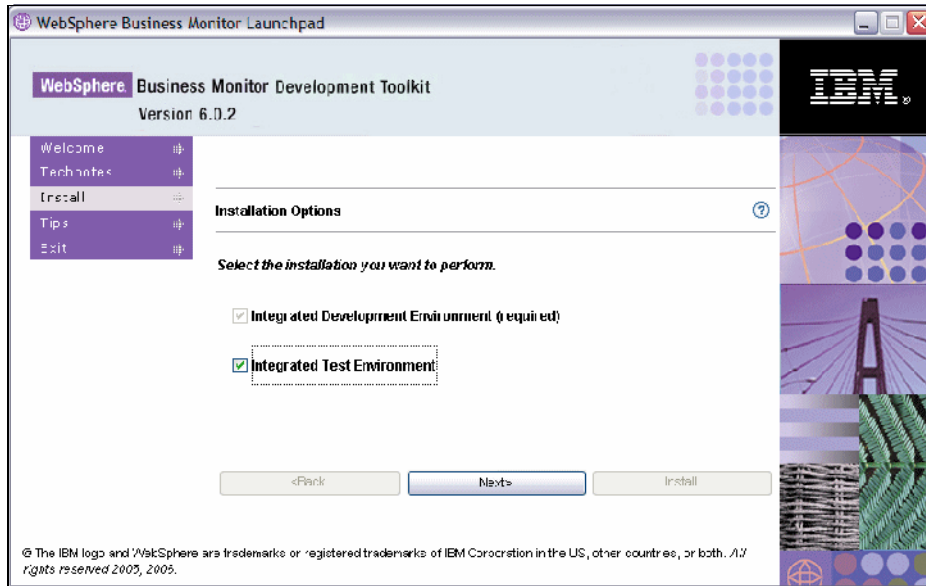 WebSphere Business Monitor Launchpad
WebSphere. Business Monitor Development Toolkit
Version 6.0.2
IBM.
Welcome
Technotes
Install
Tips
Exit
Installation Options
?
Select the installation you want to perform.
Integrated Development Environment (required)
Integrated Test Environment
<Back
Next>
Install
© The IBM logo and WebSphere are trademarks or registered trademarks of IBM Corporation in the US, other countries, or both. All
rights reserved 2005, 2006.